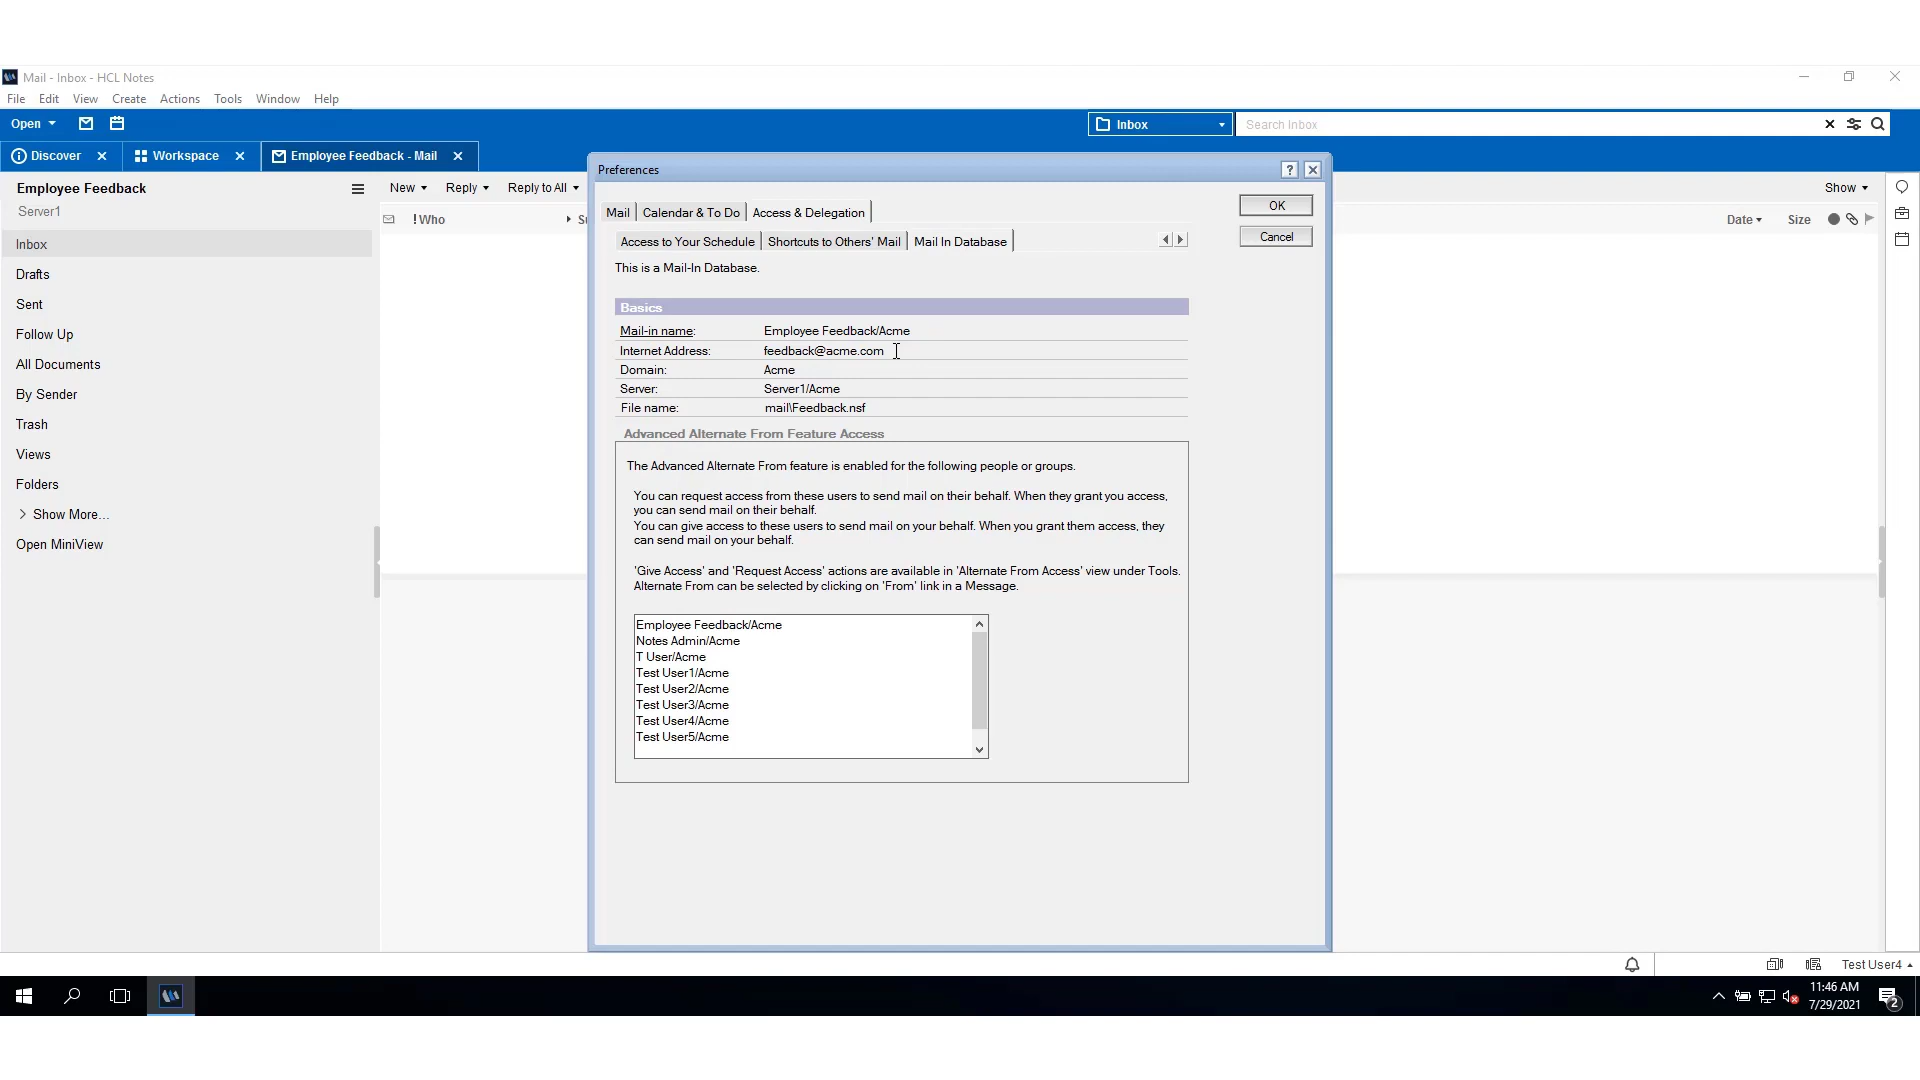 Mail - Inbox - HCL Notes
File Edit View Create Actions Tools Window Help
Open Inbox Search Inbox
Discover Workspace Employee Feedback - Mail
Employee Feedback
Server1
New Reply Reply to All Show
! Who Date Size
Inbox
Drafts
Sent
Follow Up
All Documents
By Sender
Trash
Views
Folders
Show More...
Open MiniView
Preferences
OK
Cancel
Mail Calendar & To Do Access & Delegation
Access to Your Schedule Shortcuts to Others' Mail Mail In Database
This is a Mail-In Database.
Basics
Mail-in name: Employee Feedback/Acme
Internet Address: feedback@acme.com
Domain: Acme
Server: Server1/Acme
File name: mail\Feedback.nsf
Advanced Alternate From Feature Access
The Advanced Alternate From feature is enabled for the following people or groups.
You can request access from these users to send mail on their behalf. When they grant you access,
you can send mail on their behalf.
You can give access to these users to send mail on your behalf. When you grant them access, they
can send mail on your behalf.
'Give Access' and 'Request Access' actions are available in 'Alternate From Access' view under Tools.
Alternate From can be selected by clicking on 'From' link in a Message.
Employee Feedback/Acme
Notes Admin/Acme
T User/Acme
Test User1/Acme
Test User2/Acme
Test User3/Acme
Test User4/Acme
Test User5/Acme
Test User4
11:46 AM
7/29/2021
2